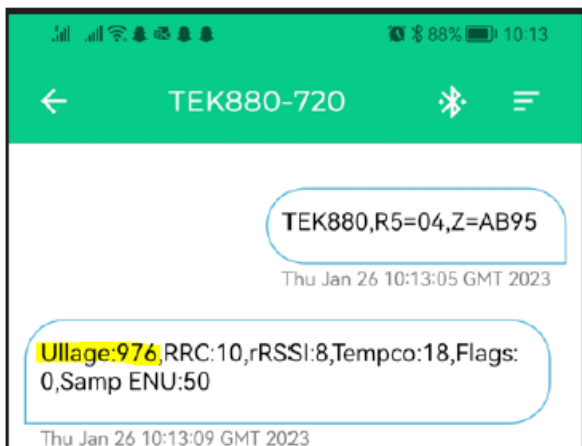 88% 10:13
TEK880-720
TEK880,R5=04,Z=AB95
Thu Jan 26 10:13:05 GMT 2023
Ullage:976,RRC:10,rRSSI:8,Tempco:18,Flags:
0,Samp ENU:50
Thu Jan 26 10:13:09 GMT 2023